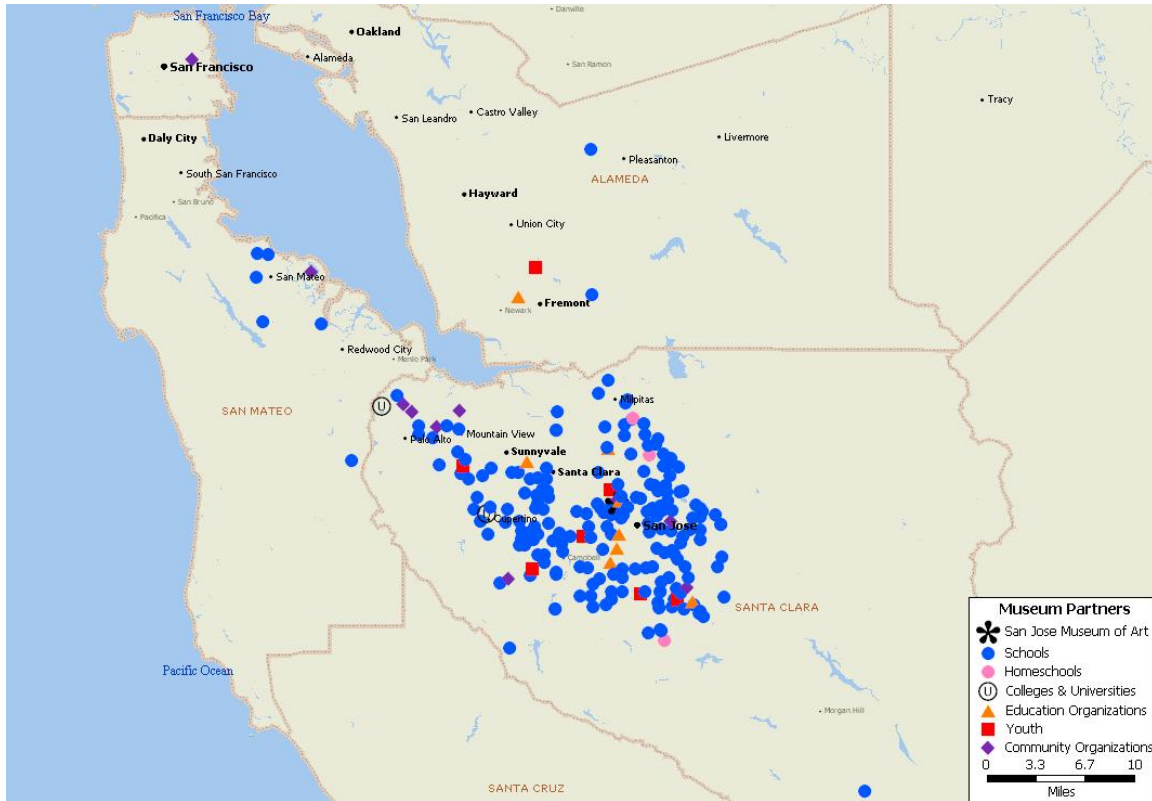 San Francisco Bay
Danville
Oakland
Alameda
San Ramon
San Francisco
Tracy
Castro Valley
San Leandro
Livermore
Daly City
Pleasanton
South San Francisco
ALAMEDA
Hayward
San Bruno
Pacifica
Union City
San Mateo
Fremont
Newark
Redwood City
Menlo Park
Milpitas
SAN MATEO
U
Palo Alto
Mountain View
Sunnyvale
Santa Clara
Cupertino
San Jose
Campbell
SANTA CLARA
Pacific Ocean
Morgan Hill
SANTA CRUZ
Museum Partners
San Jose Museum of Art
Schools
Homeschools
U Colleges & Universities
Education Organizations
Youth
Community Organizations
0 3.3 6.7 10
Miles